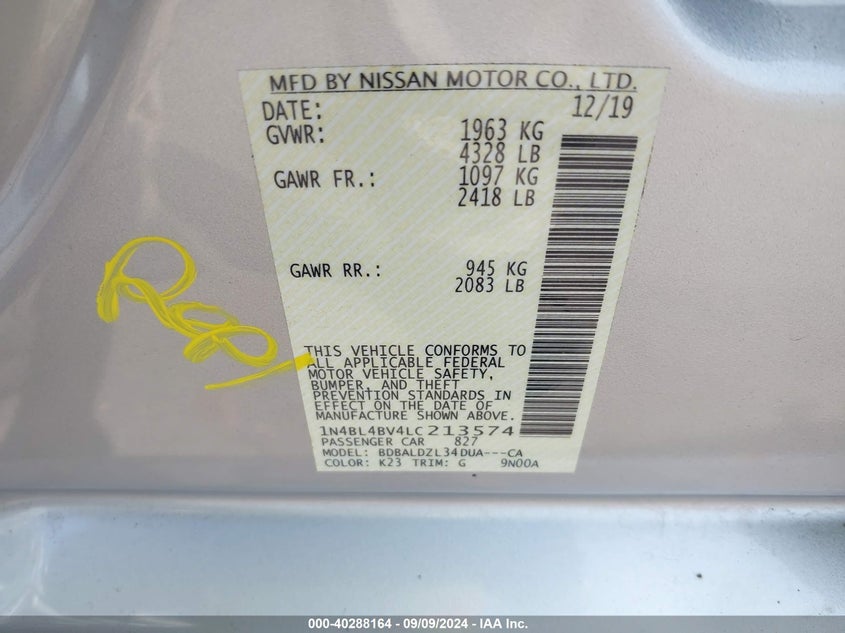 MFD BY NISSAN MOTOR CO., LTD.
DATE: 12/19
GVWR: 1963 KG
4328 LB
GAWR FR.: 1097 KG
2418 LB
GAWR RR.: 945 KG
2083 LB
THIS VEHICLE CONFORMS TO
ALL APPLICABLE FEDERAL
MOTOR VEHICLE SAFETY,
BUMPER, AND THEFT
PREVENTION STANDARDS IN
EFFECT ON THE DATE OF
MANUFACTURE SHOWN ABOVE.
1N4BL4BV4LC213574
PASSENGER CAR 827
MODEL: BDBALDZL34DUA---CA
COLOR: K23 TRIM: G 9N00A
000-40288164 - 09/09/2024 - IAA Inc.